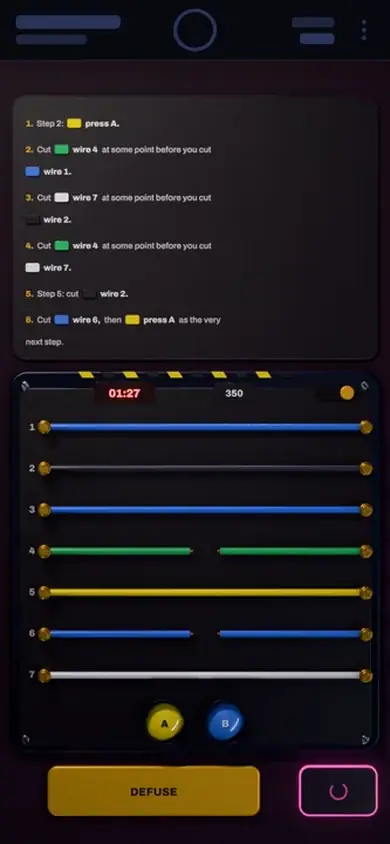 1. Step 2: press A.
2. Cut wire 4 at some point before you cut
wire 1.
3. Cut wire 7 at some point before you cut
wire 2.
4. Cut wire 4 at some point before you cut
wire 7.
5. Step 5: cut wire 2.
6. Cut wire 6, then press A as the very
next step.
01:27 350
1
2
3
4
5
6
7
A B
DEFUSE